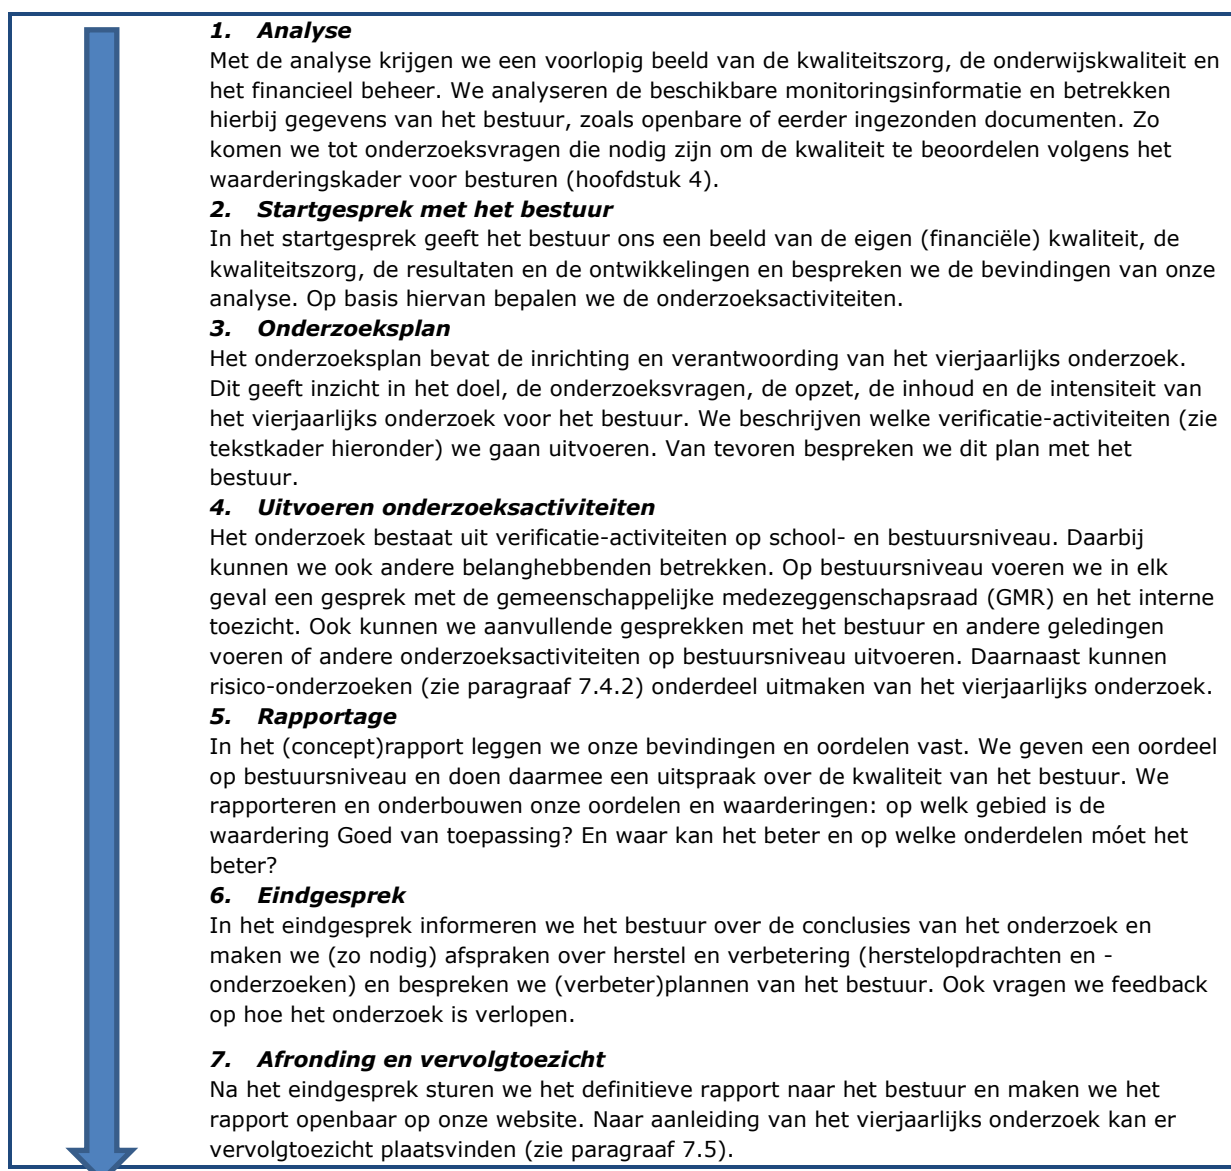 1. Analyse
Met de analyse krijgen we een voorlopig beeld van de kwaliteitszorg, de onderwijskwaliteit en
het financieel beheer. We analyseren de beschikbare monitoringsinformatie en betrekken
hierbij gegevens van het bestuur, zoals openbare of eerder ingezonden documenten. Zo
komen we tot onderzoeksvragen die nodig zijn om de kwaliteit te beoordelen volgens het
waarderingskader voor besturen (hoofdstuk 4).
2. Startgesprek met het bestuur
In het startgesprek geeft het bestuur ons een beeld van de eigen (financiële) kwaliteit, de
kwaliteitszorg, de resultaten en de ontwikkelingen en bespreken we de bevindingen van onze
analyse. Op basis hiervan bepalen we de onderzoeksactiviteiten.
3. Onderzoeksplan
Het onderzoeksplan bevat de inrichting en verantwoording van het vierjaarlijks onderzoek.
Dit geeft inzicht in het doel, de onderzoeksvragen, de opzet, de inhoud en de intensiteit van
het vierjaarlijks onderzoek voor het bestuur. We beschrijven welke verificatie-activiteiten (zie
tekstkader hieronder) we gaan uitvoeren. Van tevoren bespreken we dit plan met het
bestuur.
4. Uitvoeren onderzoeksactiviteiten
Het onderzoek bestaat uit verificatie-activiteiten op school- en bestuursniveau. Daarbij
kunnen we ook andere belanghebbenden betrekken. Op bestuursniveau voeren we in elk
geval een gesprek met de gemeenschappelijke medezeggenschapsraad (GMR) en het interne
toezicht. Ook kunnen we aanvullende gesprekken met het bestuur en andere geledingen
voeren of andere onderzoeksactiviteiten op bestuursniveau uitvoeren. Daarnaast kunnen
risico-onderzoeken (zie paragraaf 7.4.2) onderdeel uitmaken van het vierjaarlijks onderzoek.
5. Rapportage
In het (concept)rapport leggen we onze bevindingen en oordelen vast. We geven een oordeel
op bestuursniveau en doen daarmee een uitspraak over de kwaliteit van het bestuur. We
rapporteren en onderbouwen onze oordelen en waarderingen: op welk gebied is de
waardering Goed van toepassing? En waar kan het beter en op welke onderdelen móet het
beter?
6. Eindgesprek
In het eindgesprek informeren we het bestuur over de conclusies van het onderzoek en
maken we (zo nodig) afspraken over herstel en verbetering (herstelopdrachten en -
onderzoeken) en bespreken we (verbeter)plannen van het bestuur. Ook vragen we feedback
op hoe het onderzoek is verlopen.
7. Afronding en vervolgtoezicht
Na het eindgesprek sturen we het definitieve rapport naar het bestuur en maken we het
rapport openbaar op onze website. Naar aanleiding van het vierjaarlijks onderzoek kan er
vervolgtoezicht plaatsvinden (zie paragraaf 7.5).